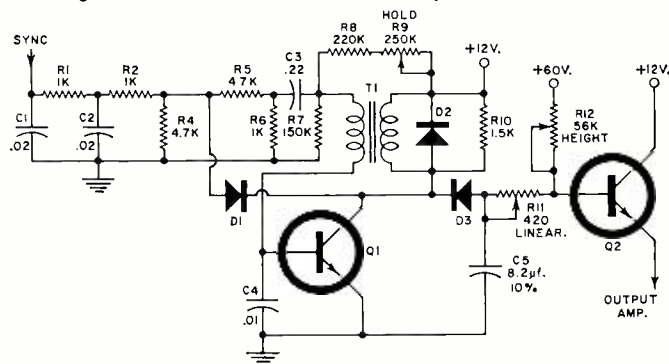 SYNC
R1
1K
R2
1K
R5
4.7K
C3
.22
R8
220K
HOLD
R9
250K
+12V.
+60V.
+12V.
C1
.02
C2
.02
R4
4.7K
R6
1K
R7
150K
T1
D2
R10
1.5K
R12
56K
HEIGHT
D1
D3
R11
420
LINEAR.
Q1
Q2
C4
.01
C5
8.2µf.
10%
OUTPUT
AMP.